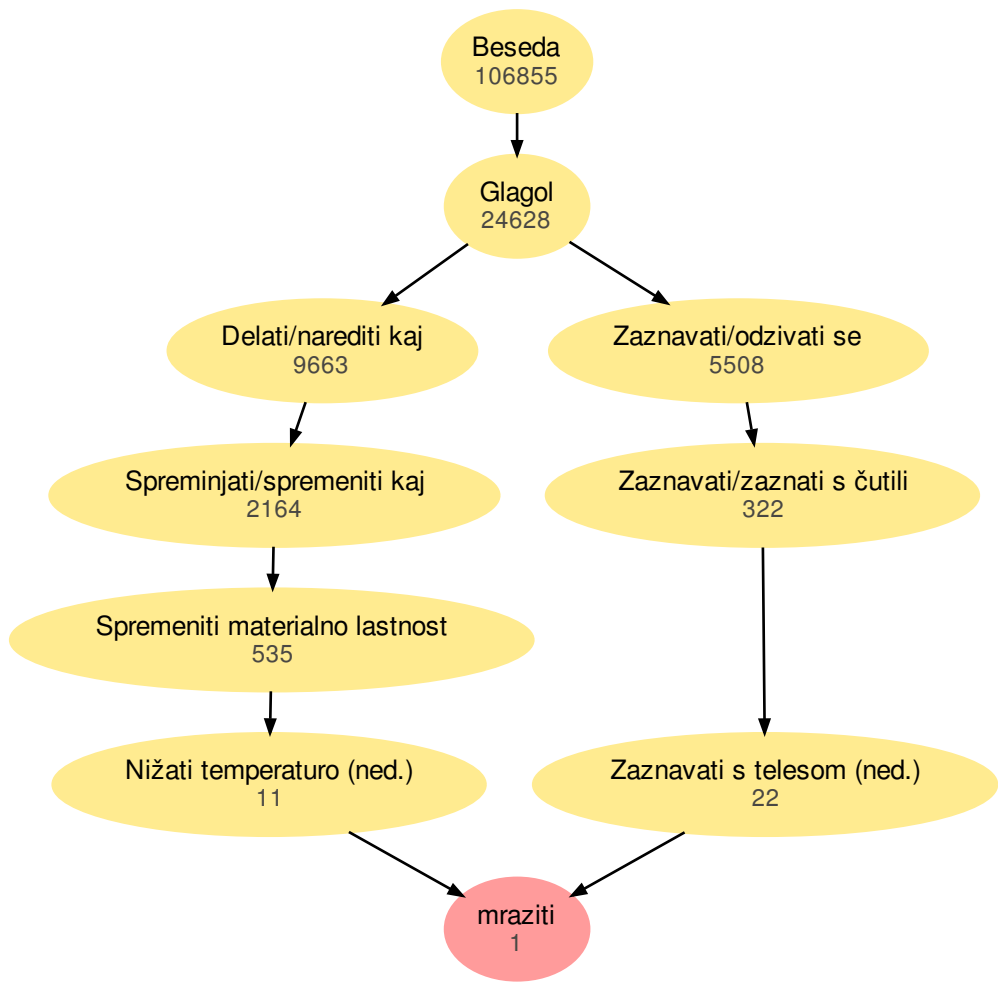 Beseda
106855
Glagol
24628
Delati/narediti kaj
9663
Zaznavati/odzivati se
5508
Spreminjati/spremeniti kaj
2164
Zaznavati/zaznati s čutili
322
Spremeniti materialno lastnost
535
Nižati temperaturo (ned.)
11
Zaznavati s telesom (ned.)
22
mraziti
1